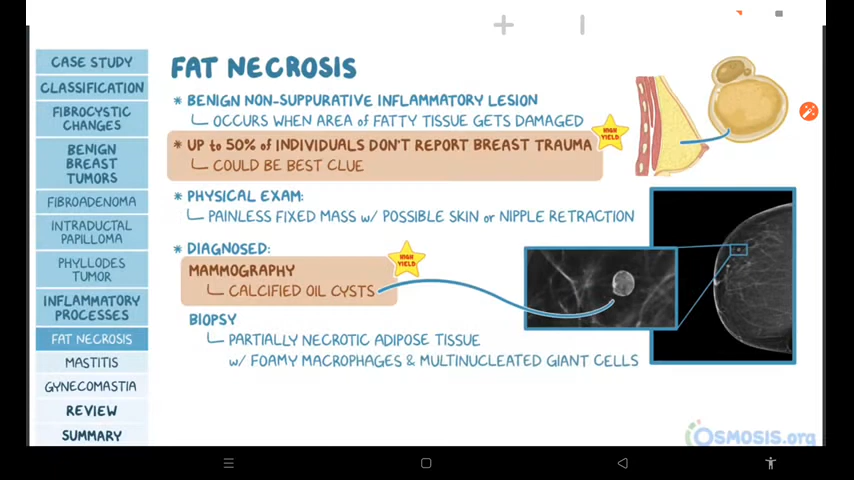 CASE STUDY
CLASSIFICATION
FIBROCYSTIC
CHANGES
BENIGN
BREAST
TUMORS
FIBROADENOMA
INTRADUCTAL
PAPILLOMA
PHYLLODES
TUMOR
INFLAMMATORY
PROCESSES
FAT NECROSIS
MASTITIS
GYNECOMASTIA
REVIEW
SUMMARY
FAT NECROSIS
* BENIGN NON-SUPPURATIVE INFLAMMATORY LESION
OCCURS WHEN AREA of FATTY TISSUE GETS DAMAGED
* UP to 50% of INDIVIDUALS DON'T REPORT BREAST TRAUMA
COULD BE BEST CLUE
HIGH
YIELD
* PHYSICAL EXAM:
PAINLESS FIXED MASS w/ POSSIBLE SKIN or NIPPLE RETRACTION
* DIAGNOSED:
MAMMOGRAPHY
CALCIFIED OIL CYSTS
HIGH
YIELD
BIOPSY
PARTIALLY NECROTIC ADIPOSE TISSUE
w/ FOAMY MACROPHAGES & MULTINUCLEATED GIANT CELLS
OSMOSIS.org